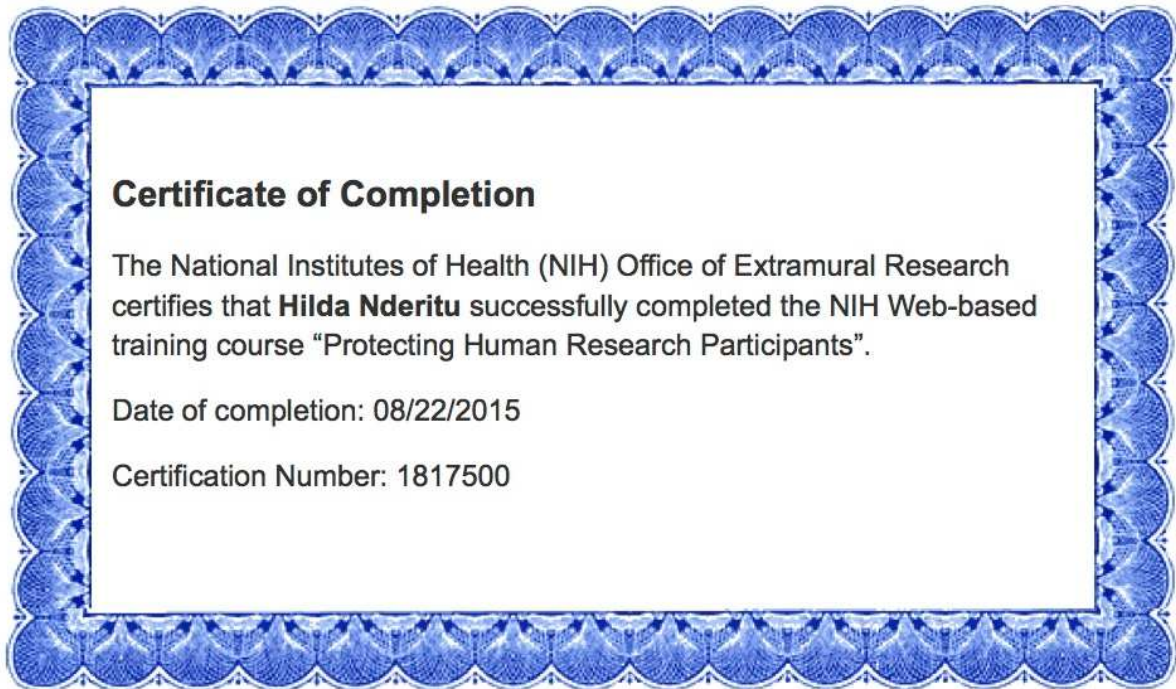 Certificate of Completion
The National Institutes of Health (NIH) Office of Extramural Research
certifies that Hilda Nderitu successfully completed the NIH Web-based
training course “Protecting Human Research Participants”.
Date of completion: 08/22/2015
Certification Number: 1817500